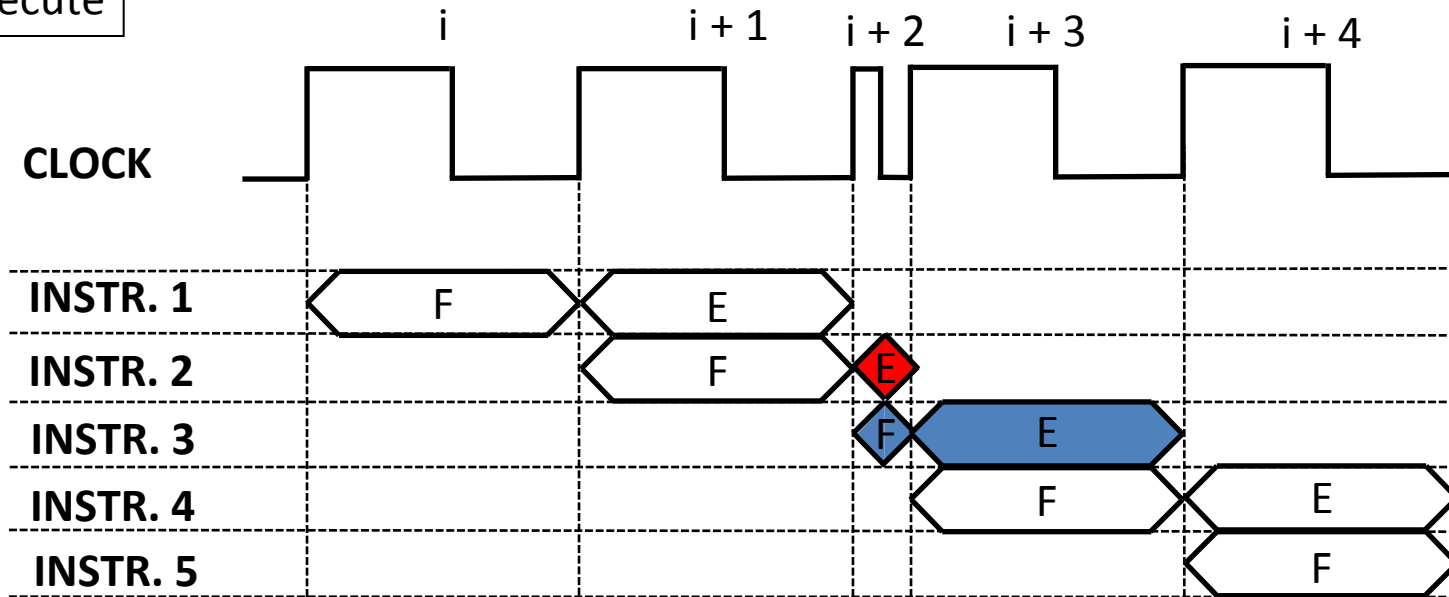 ecute
i i + 1 i + 2 i + 3 i + 4
CLOCK
INSTR. 1 F E
INSTR. 2 F E
INSTR. 3 F E
INSTR. 4 F E
INSTR. 5 F